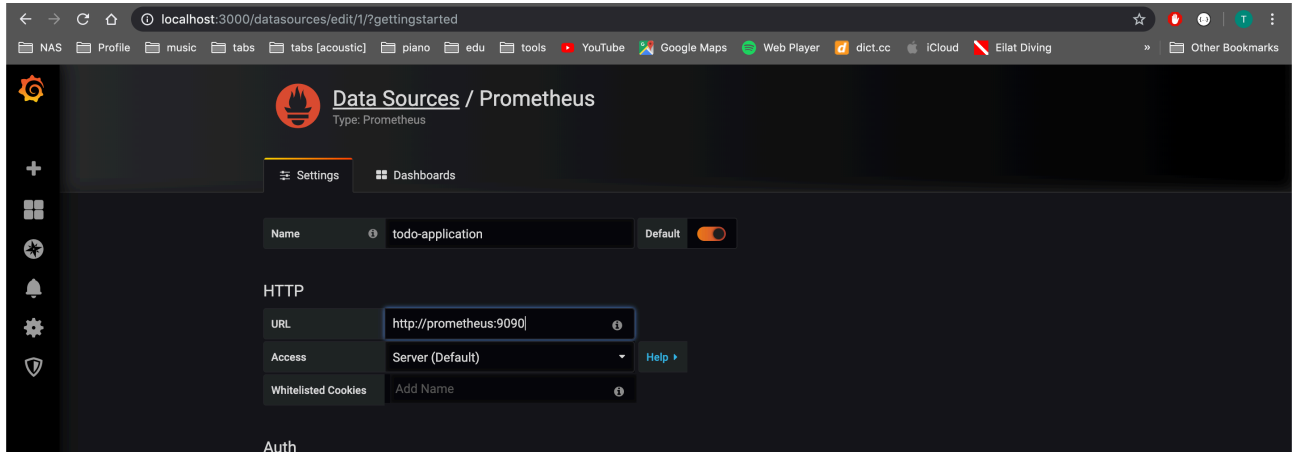 localhost:3000/datasources/edit/1/?gettingstarted
T
NAS Profile music tabs tabs [acoustic] piano edu tools YouTube Google Maps Web Player d dict.cc iCloud Eilat Diving » Other Bookmarks
Data Sources / Prometheus
Type: Prometheus
Settings Dashboards
Name todo-application Default
HTTP
URL http://prometheus:9090
Access Server (Default) Help
Whitelisted Cookies Add Name
Auth